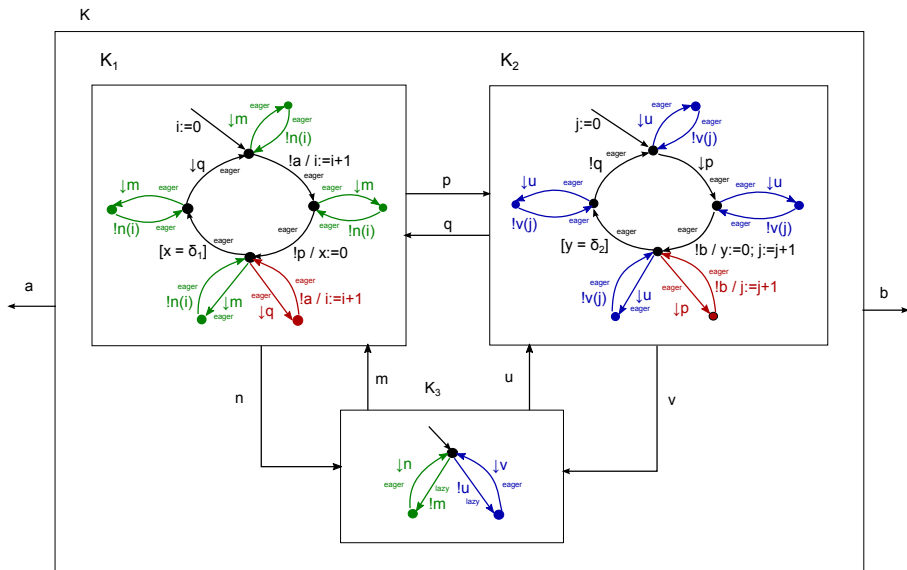 K
K1
K2
↓m
eager
!n(i)
i:=0
↓q
eager
!a / i:=i+1
eager
↓m
eager
!n(i)
eager
↓m
eager
!n(i)
eager
eager
[x = δ1]
eager
!p / x:=0
eager
!n(i)
↓m
eager
eager
↓q
eager
!a / i:=i+1
p
q
j:=0
↓u
eager
!v(j)
eager
!q
eager
↓p
eager
↓u
eager
!v(j)
eager
↓u
eager
!v(j)
eager
eager
[y = δ2]
eager
!b / y:=0; j:=j+1
eager
!v(j)
↓u
eager
eager
↓p
eager
!b / j:=j+1
a
b
n
m
u
v
K3
↓n
eager
lazy
!m
!u
lazy
↓v
eager